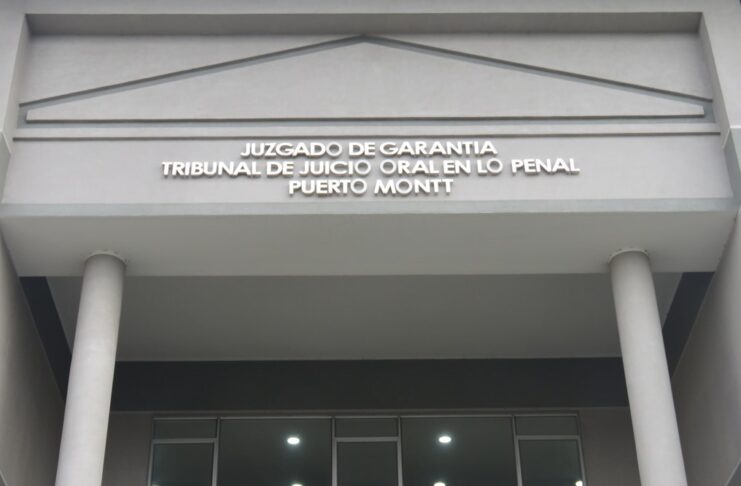 JUZGADO DE GARANTIA
TRIBUNAL DE JUICIO ORAL EN LO PENAL
PUERTO MONTT